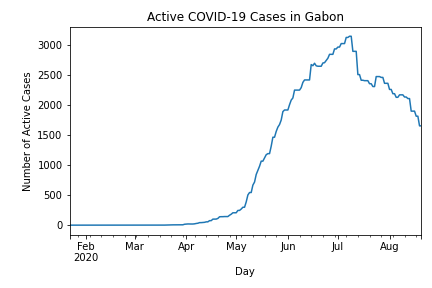 Active COVID-19 Cases in Gabon
3000
2500
2000
1500
1000
500
0
Number of Active Cases
Feb Mar Apr May Jun Jul Aug
2020
Day